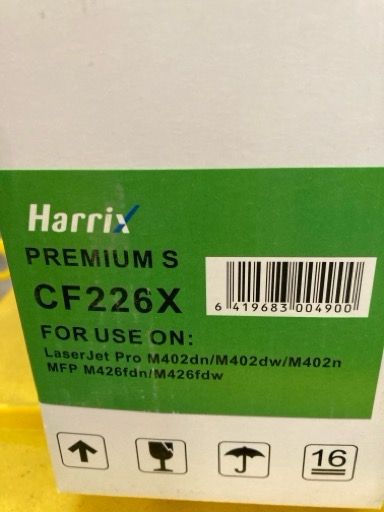 Harrix
PREMIUM S
CF226X
6 419683 004900
FOR USE ON:
LaserJet Pro M402dn/M402dw/M402n
MFP M426fdn/M426fdw
16